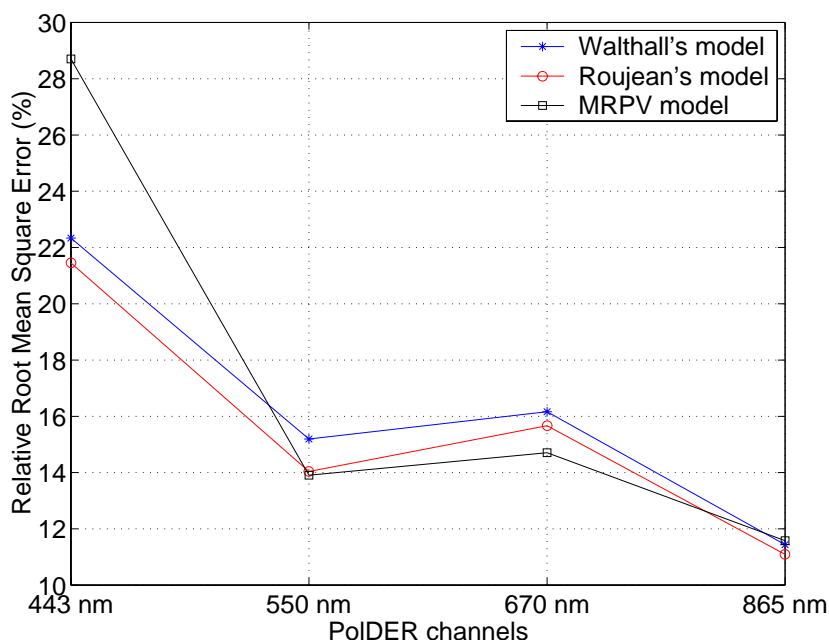 30
28
26
24
22
20
18
16
14
12
10
Relative Root Mean Square Error (%)
Walthall's model
Roujean's model
MRPV model
443 nm
550 nm
670 nm
865 nm
PolDER channels